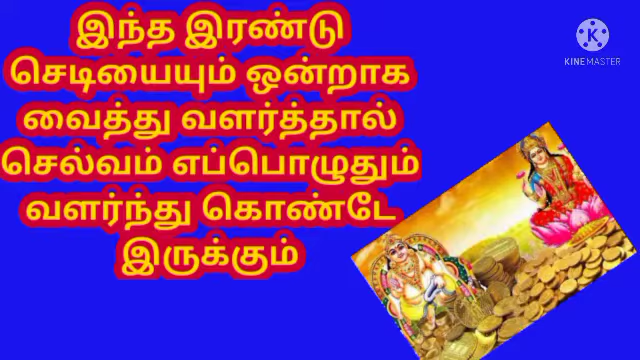 இந்த இரண்டு
செடியையும் ஒன்றாக
வைத்து வளர்த்தால்
செல்வம் எப்பொழுதும்
வளர்ந்து கொண்டே
இருக்கும்
K
KINEMASTER